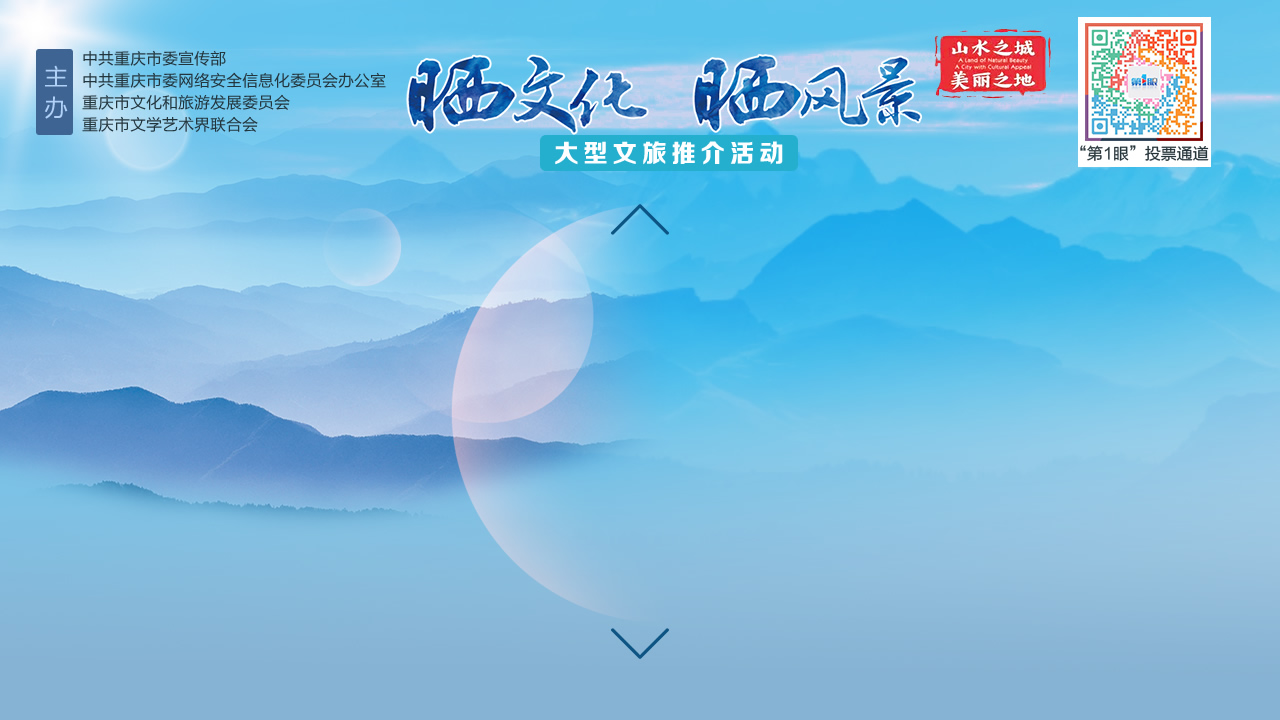 主办
中共重庆市委宣传部
中共重庆市委网络安全信息化委员会办公室
重庆市文化和旅游发展委员会
重庆市文学艺术界联合会
晒文化 晒风景
大型文旅推介活动
山水之城
A Land of Natural Beauty
A City with Cultural Appeal
美丽之地
第1眼
“第1眼”投票通道